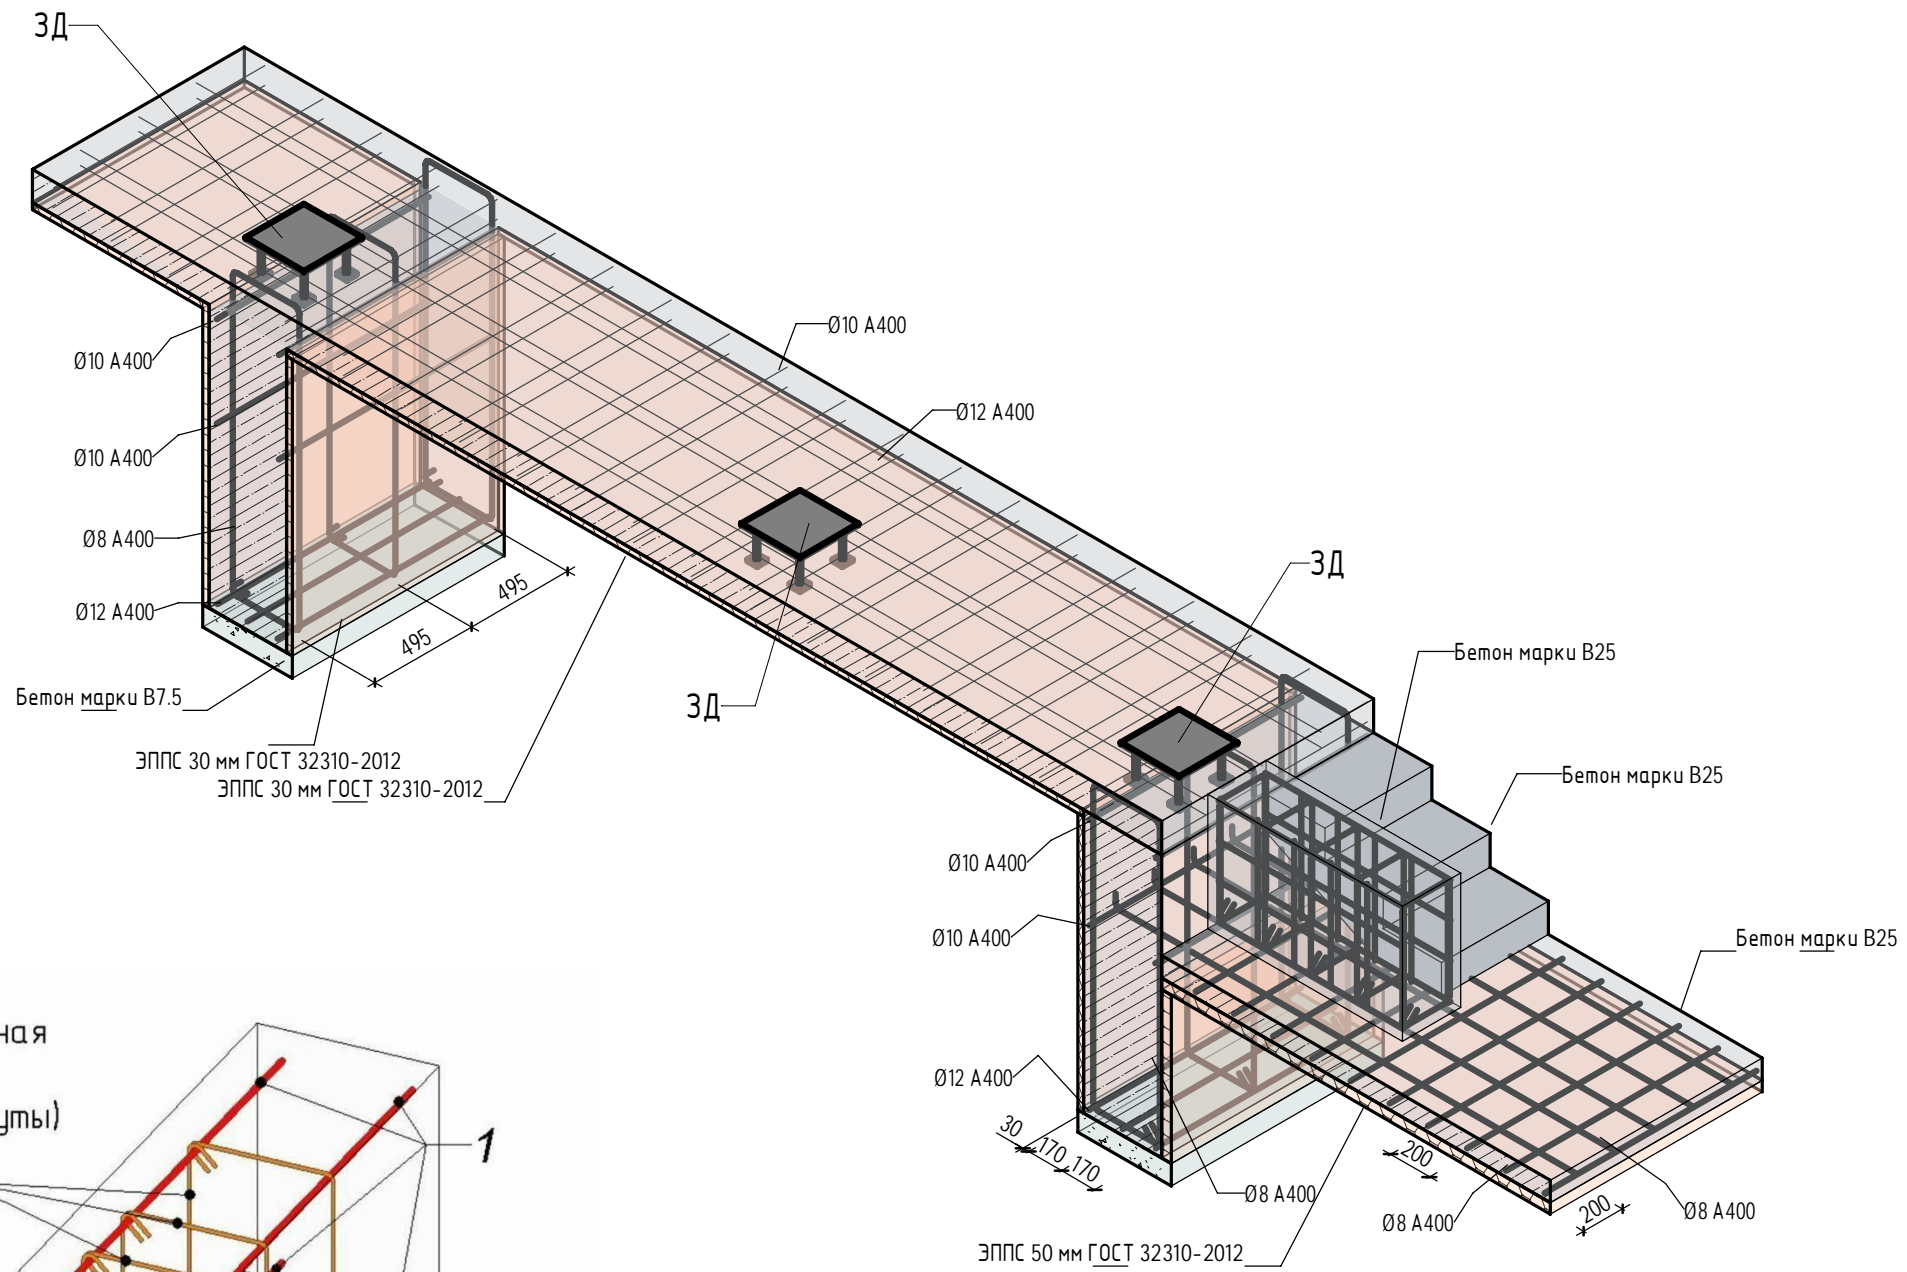 ЗД
Ø10 А400
Ø12 А400
Ø10 А400
Ø10 А400
Ø8 А400
Ø12 А400
495
495
ЗД
ЗД
Бетон марки В7.5
ЭППС 30 мм ГОСТ 32310-2012
ЭППС 30 мм ГОСТ 32310-2012
Бетон марки В25
Бетон марки В25
Бетон марки В25
Ø10 А400
Ø10 А400
Ø12 А400
30
170
170
200
Ø8 А400
Ø8 А400
200
Ø8 А400
ЭППС 50 мм ГОСТ 32310-2012
ная
уты)
1